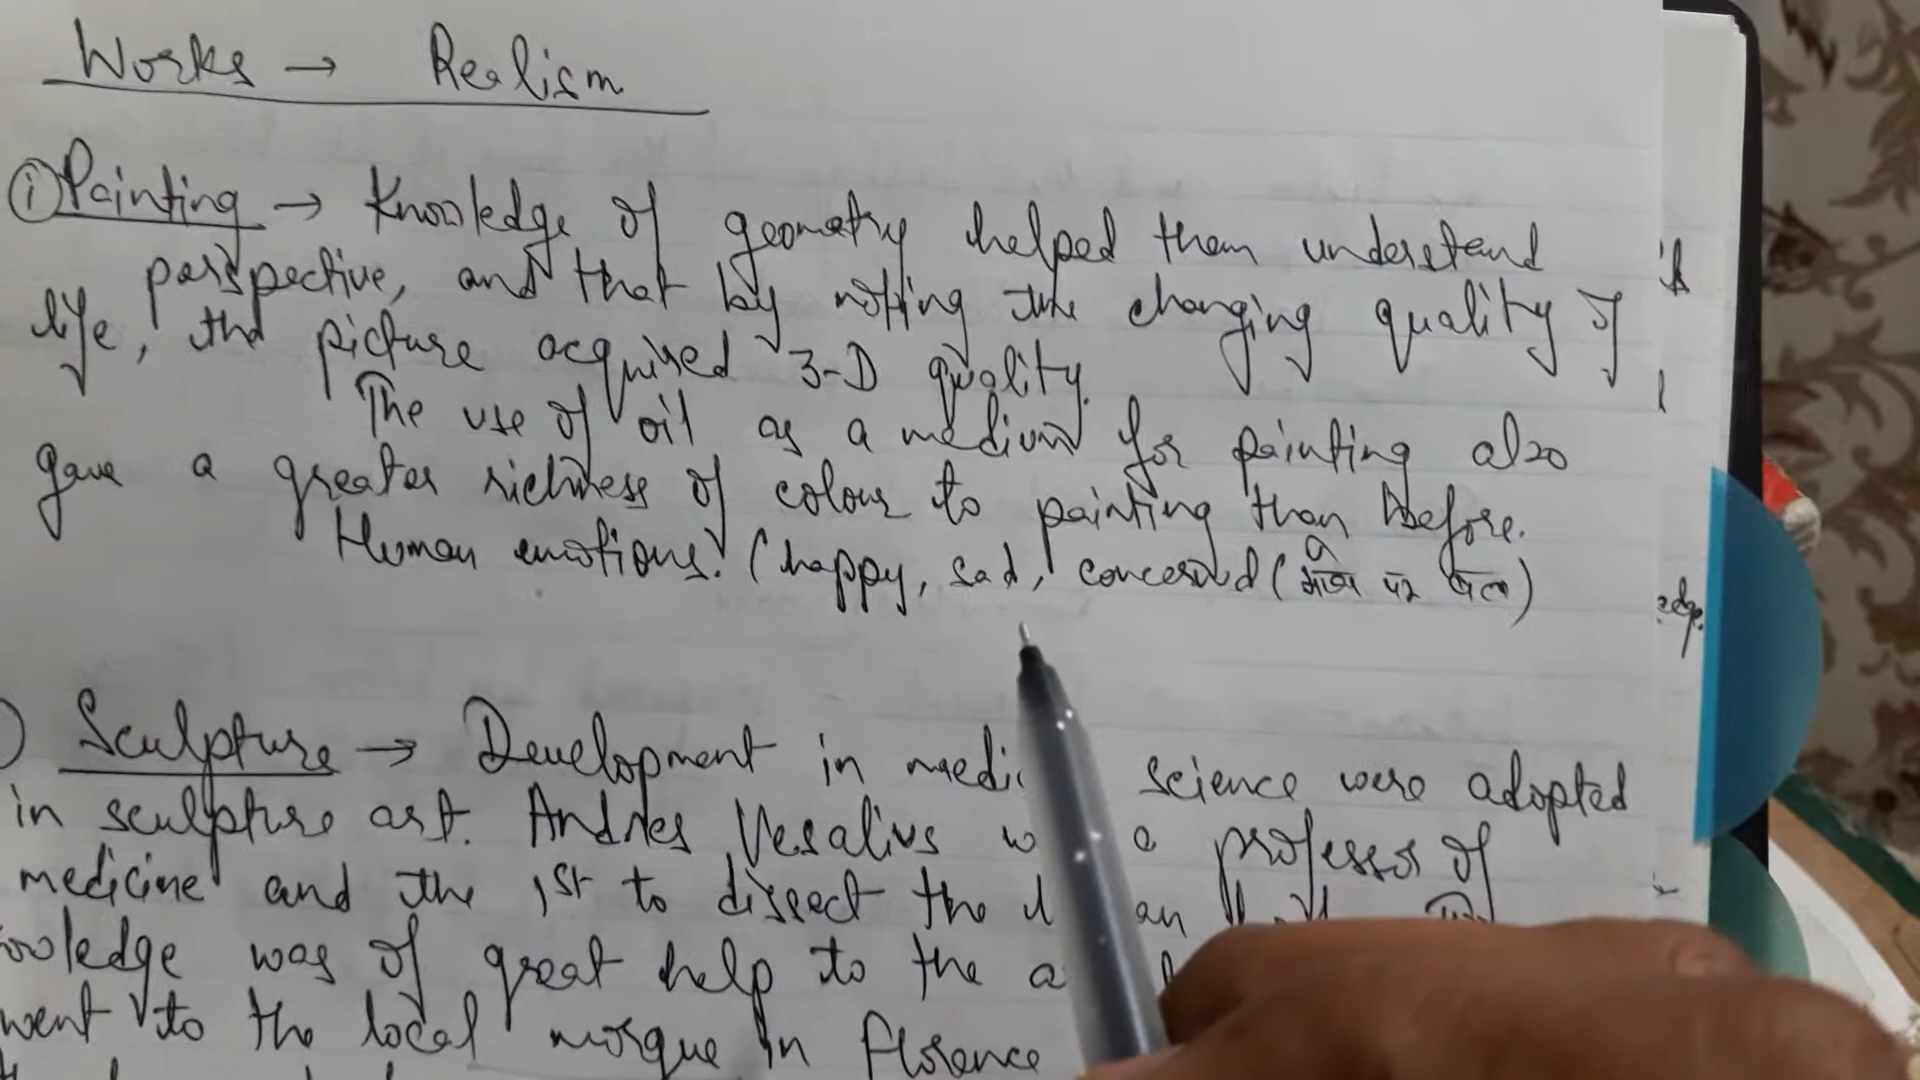 Works → Realism
(i) Painting → Knowledge of geometry helped them understand
perspective, and that by noting the changing quality of
life, the picture acquired 3-D quality.
The use of oil as a medium for painting also
gave a greater richness of colour to painting than before.
Human emotions. (happy, sad, concerned (
Sculpture → Development in science were adopted
in sculpture art. Andres Vesalius a professor of
medicine and the 1st to dissect the
was of great help to the
went to the local morgue in florence